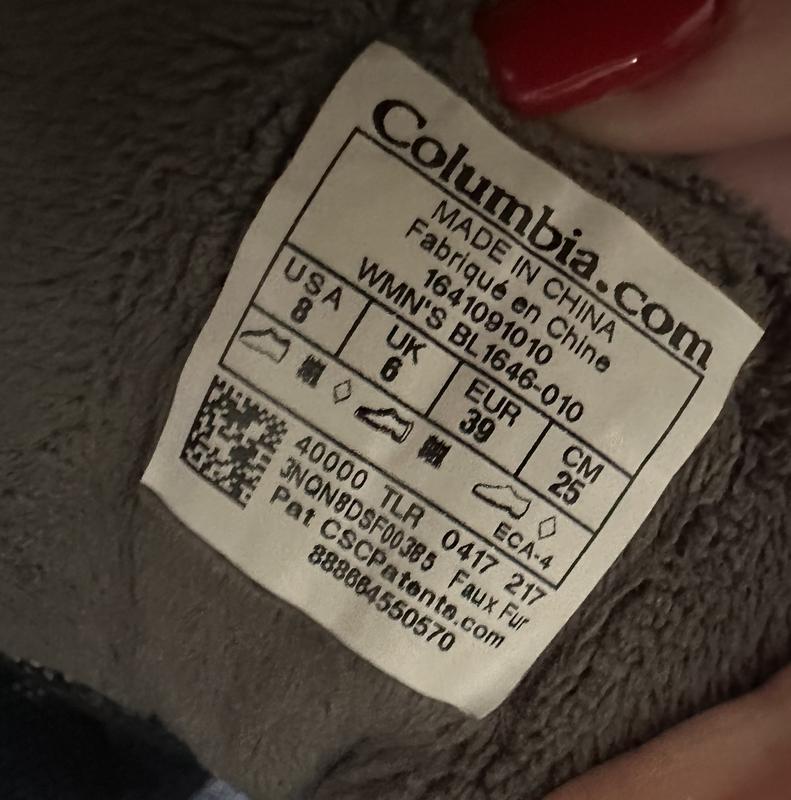 Columbia.com
MADE IN CHINA
Fabriqué en Chine
1641091010
WMN'S BL1646-010
USA 8
UK 6
EUR 39
CM 25
ECA-4
40000 TLR 0417 217
3NQN8DSF003B5 Faux Fur
Pat CSCPatents.com
888664550570